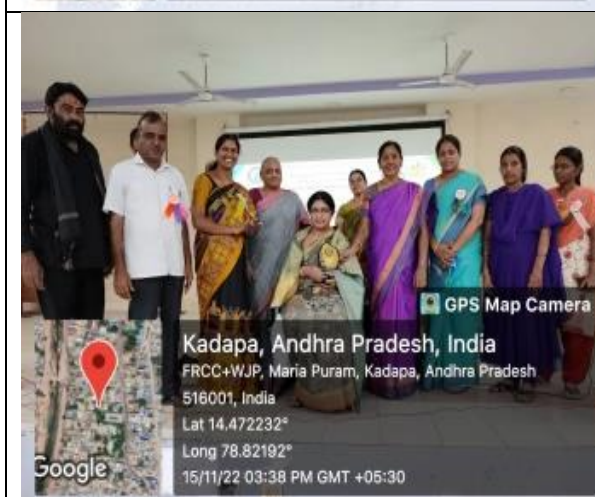 GPS Map Camera
Kadapa, Andhra Pradesh, India
FRCC+WJP, Maria Puram, Kadapa, Andhra Pradesh
516001, India
Lat 14.472232°
Long 78.82192°
15/11/22 03:38 PM GMT +05:30
Google